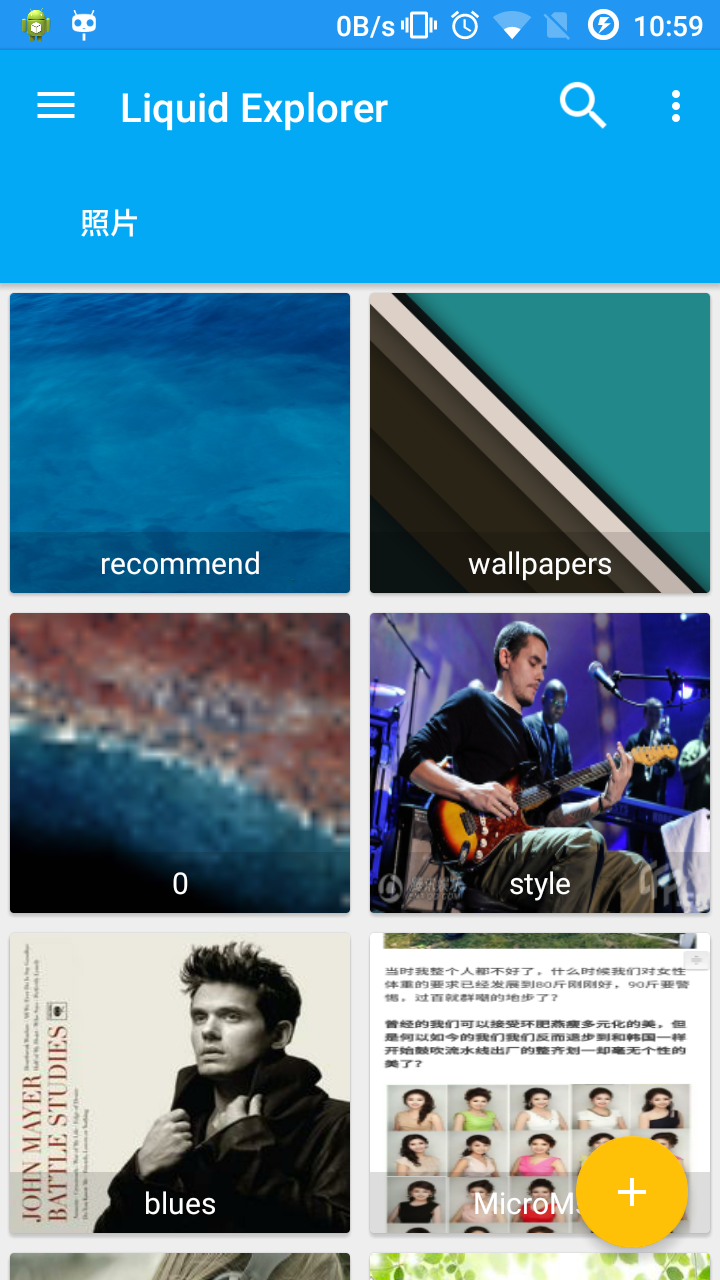 0B/s
10:59
Liquid Explorer
照片
recommend
wallpapers
0
style
JOHN MAYER
BATTLE STUDIES
blues
当时我整个人都不好了，什么时候我们对女性
体重的要求已经发展到80斤刚刚好，90斤要警
惕，过百就群嘲的地步了？
曾经的我们可以接受环肥燕瘦多元化的美，但
是何以如今的我们反而退步到和韩国一样
开始鼓吹流水线出厂的整齐划一却毫无个性的
美了？
MicroM